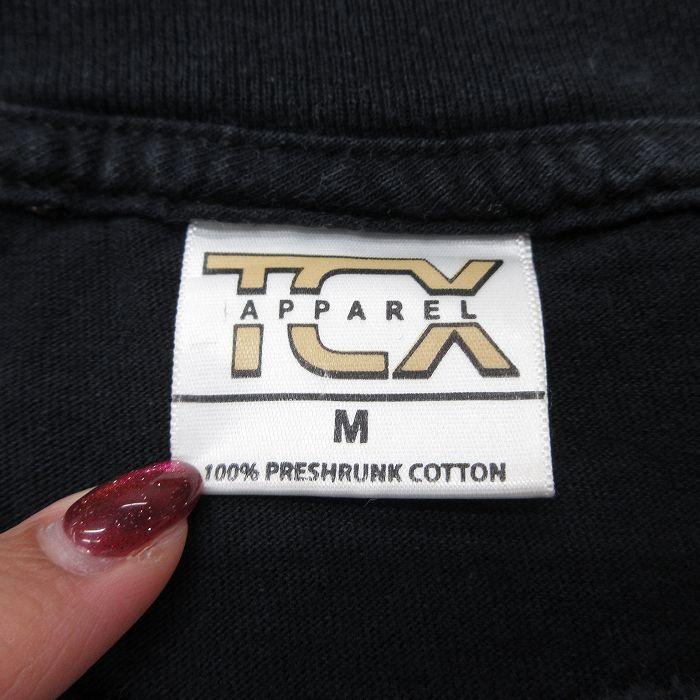 TCX
APPAREL
M
100% PRESHRUNK COTTON